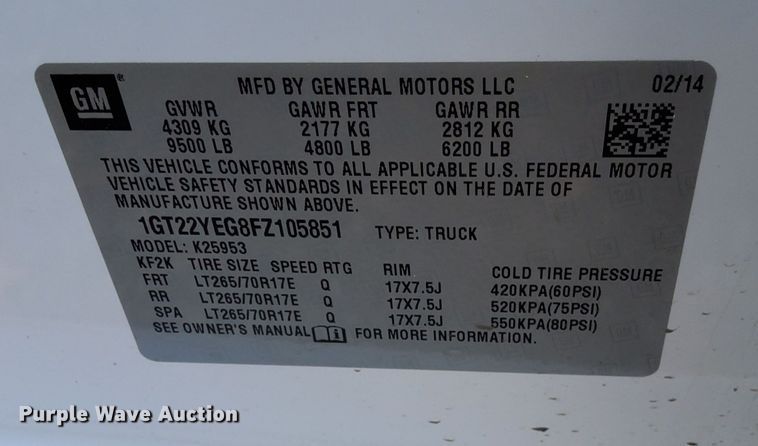 GM®
MFD BY GENERAL MOTORS LLC 02/14
GVWR GAWR FRT GAWR RR
4309 KG 2177 KG 2812 KG
9500 LB 4800 LB 6200 LB
THIS VEHICLE CONFORMS TO ALL APPLICABLE U.S. FEDERAL MOTOR
VEHICLE SAFETY STANDARDS IN EFFECT ON THE DATE OF
MANUFACTURE SHOWN ABOVE.
1GT22YEG8FZ105851 TYPE: TRUCK
MODEL: K25953
KF2K TIRE SIZE SPEED RTG RIM COLD TIRE PRESSURE
FRT LT265/70R17E Q 17X7.5J 420KPA(60PSI)
RR LT265/70R17E Q 17X7.5J 520KPA(75PSI)
SPA LT265/70R17E Q 17X7.5J 550KPA(80PSI)
SEE OWNER'S MANUAL FOR MORE INFORMATION.
Purple Wave Auction